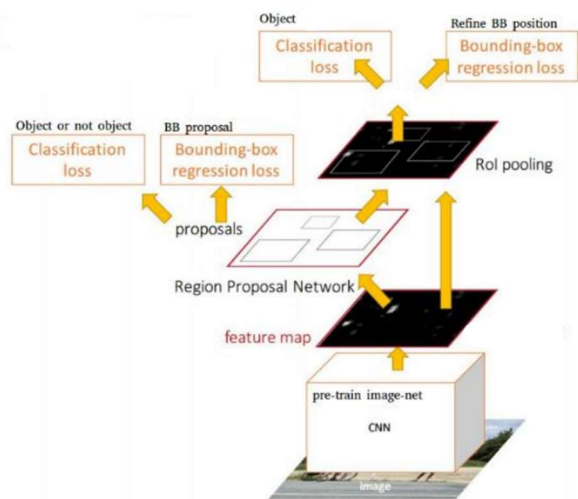 Object
Refine BB position
Classification
loss
Bounding-box
regression loss
Object or not object
BB proposal
Classification
loss
Bounding-box
regression loss
RoI pooling
proposals
Region Proposal Network
feature map
pre-train image-net
CNN
image